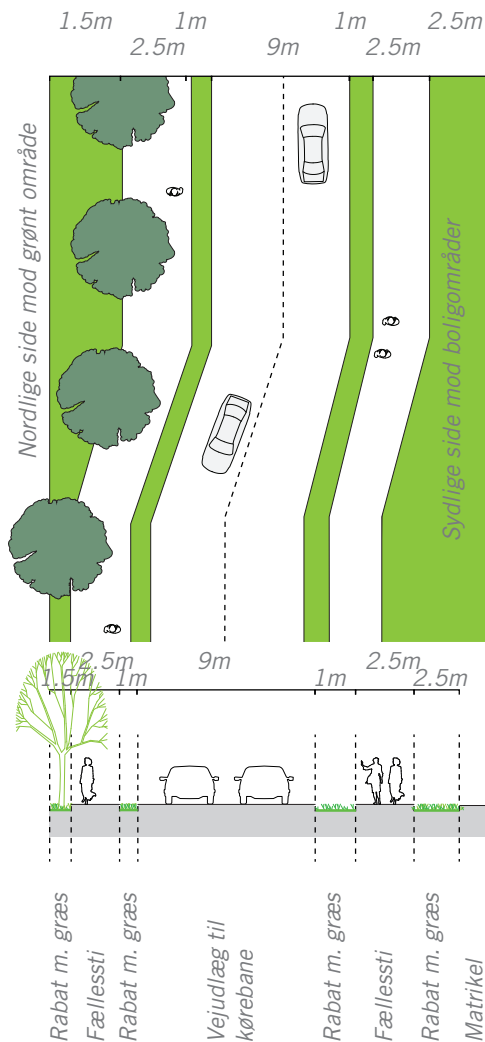 1.5m 1m 1m 2.5m
2.5m 9m 2.5m
Nordlige side mod grønt område
Sydlige side mod boligområder
2.5m 9m 2.5m
1.5m 1m 1m 2.5m
Rabat m. græs
Fællessti
Rabat m. græs
Vejudlæg til
kørebane
Rabat m. græs
Fællessti
Rabat m. græs
Matrikel